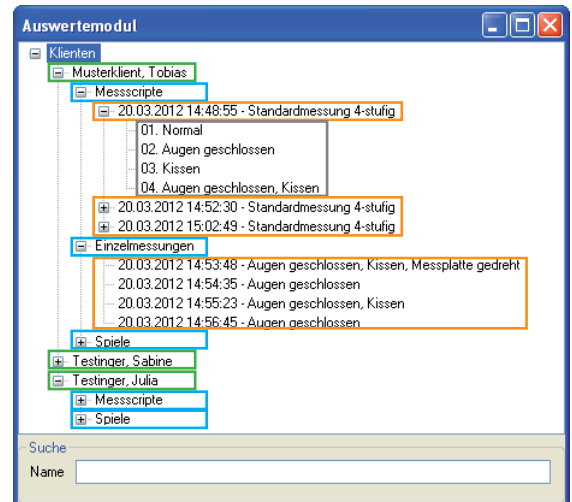 Auswertemodul
Klienten
Musterklient, Tobias
Messscripte
20.03.2012 14:48:55 - Standardmessung 4-stufig
01. Normal
02. Augen geschlossen
03. Kissen
04. Augen geschlossen, Kissen
20.03.2012 14:52:30 - Standardmessung 4-stufig
20.03.2012 15:02:49 - Standardmessung 4-stufig
Einzelmessungen
20.03.2012 14:53:48 - Augen geschlossen, Kissen, Messplatte gedreht
20.03.2012 14:54:35 - Augen geschlossen
20.03.2012 14:55:23 - Augen geschlossen, Kissen
20.03.2012 14:56:45 - Augen geschlossen
Spiele
Testinger, Sabine
Testinger, Julia
Messscripte
Spiele
Suche
Name